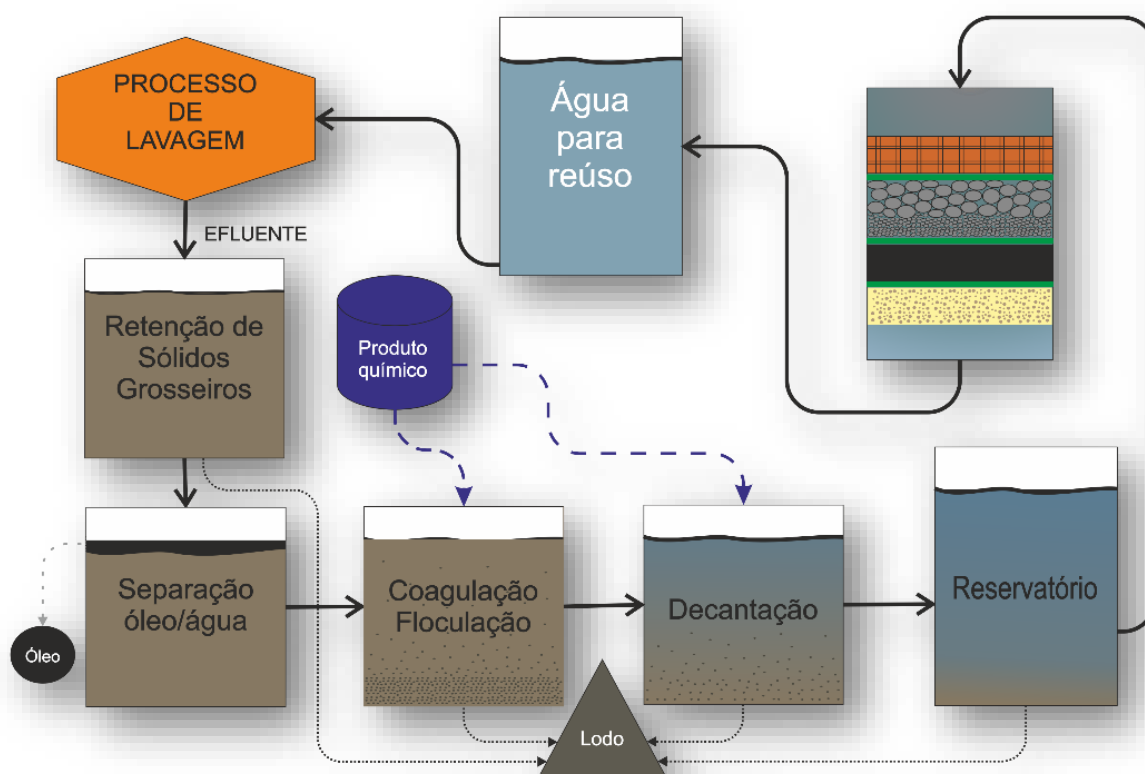 PROCESSO
DE
LAVAGEM
Água
para
reúso
EFLUENTE
Retenção de
Sólidos
Grosseiros
Produto
químico
Separação
óleo/água
Coagulação
Floculação
Decantação
Reservatório
Óleo
Lodo